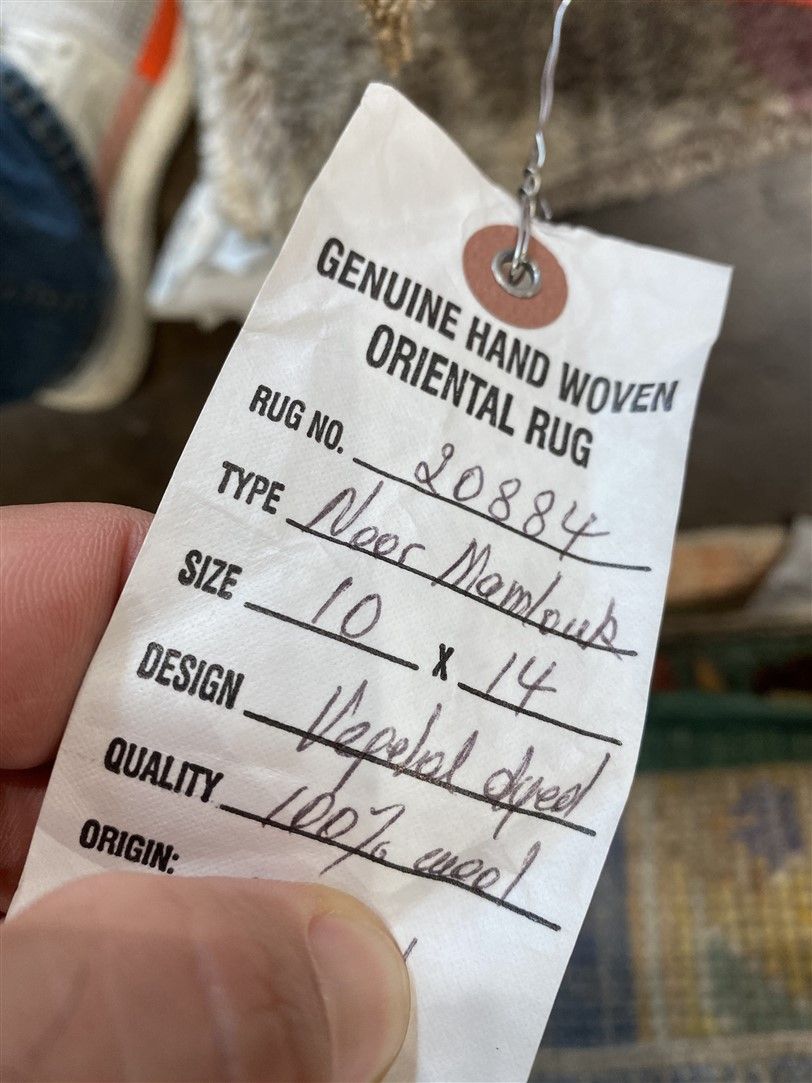 GENUINE HAND WOVEN
ORIENTAL RUG
RUG NO. 20884
TYPE Noor Mamlouk
SIZE 10 X 14
DESIGN Vegetal dyed
QUALITY 100% wool
ORIGIN: